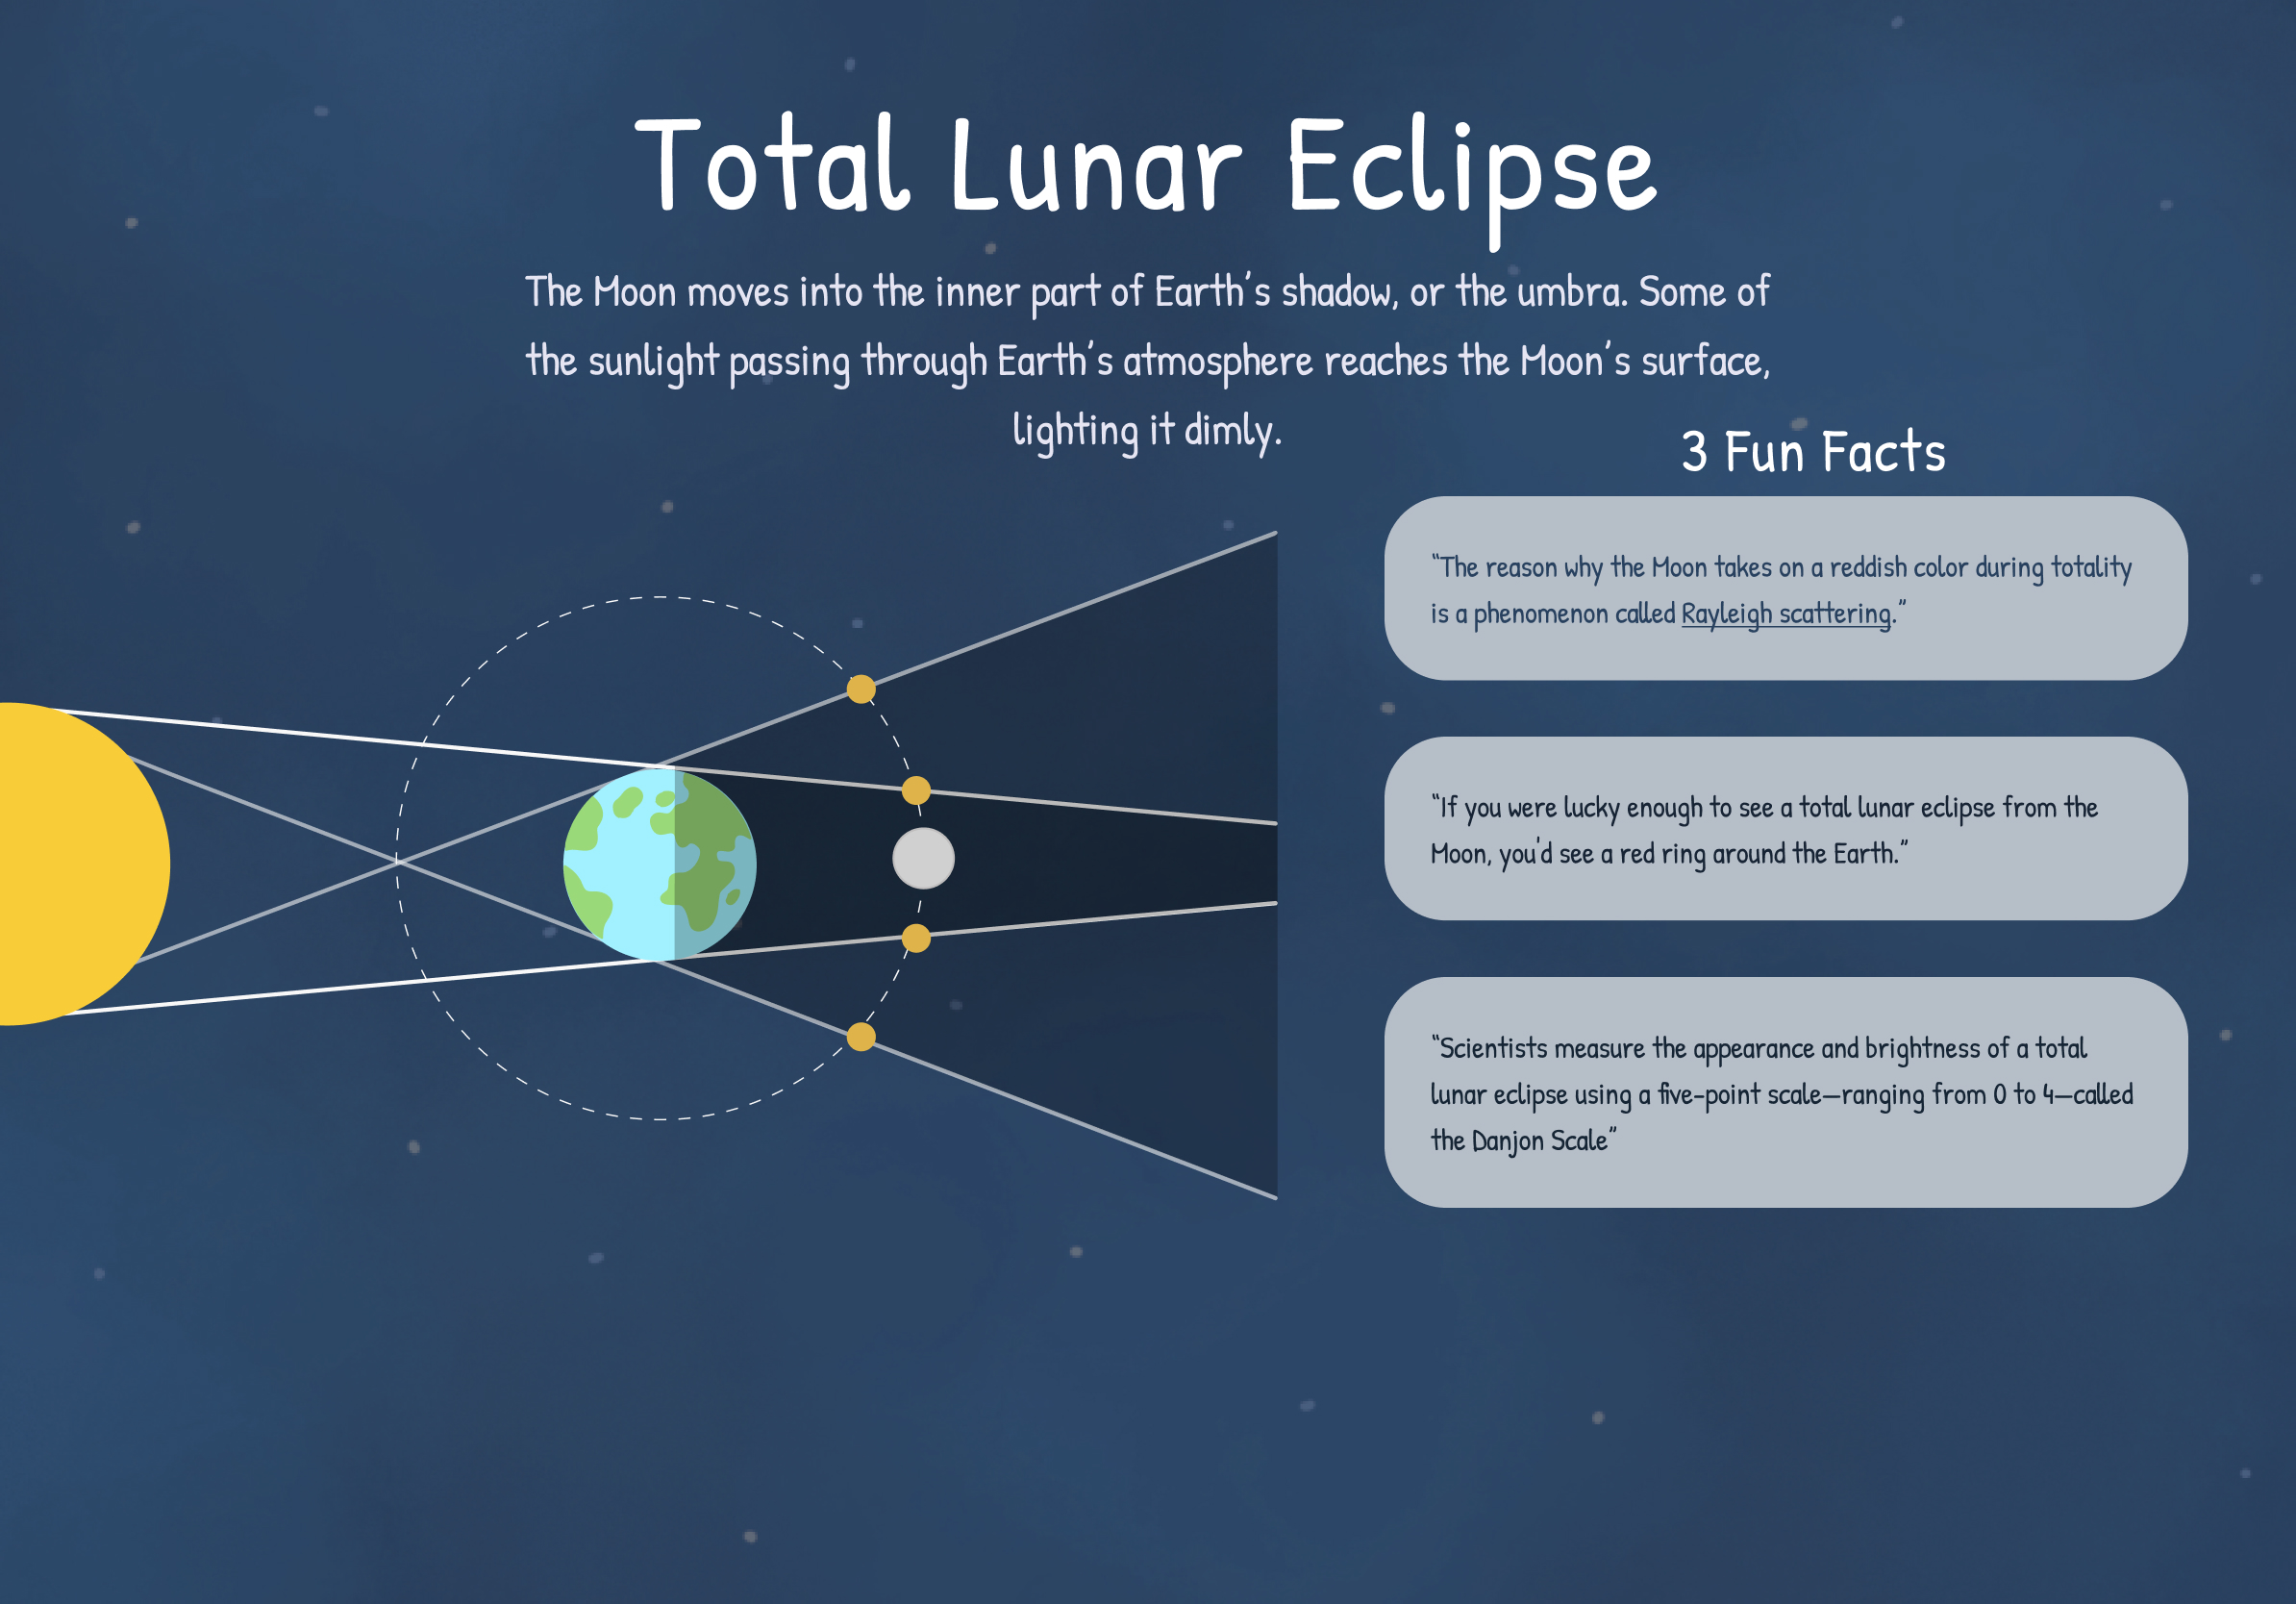 Total Lunar Eclipse
The Moon moves into the inner part of Earth’s shadow, or the umbra. Some of
the sunlight passing through Earth’s atmosphere reaches the Moon’s surface,
lighting it dimly.
3 Fun Facts
“The reason why the Moon takes on a reddish color during totality
is a phenomenon called Rayleigh scattering.”
“If you were lucky enough to see a total lunar eclipse from the
Moon, you'd see a red ring around the Earth.”
“Scientists measure the appearance and brightness of a total
lunar eclipse using a five-point scale—ranging from 0 to 4—called
the Danjon Scale”